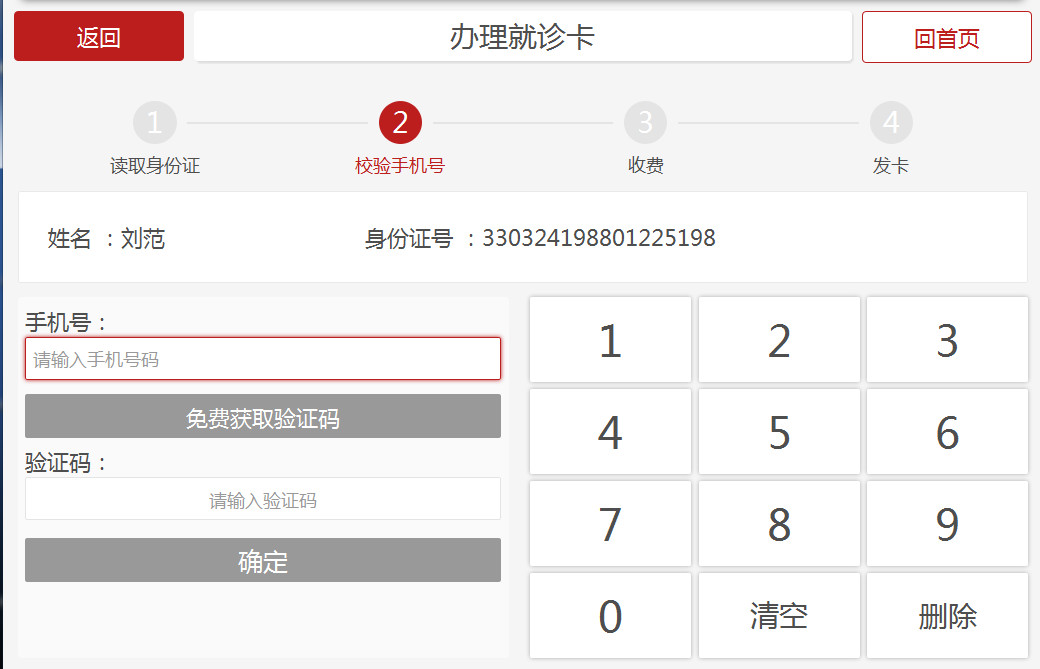 返回
办理就诊卡
回首页
1
2
3
4
读取身份证
校验手机号
收费
发卡
姓名 ：刘范
身份证号 ：330324198801225198
手机号：
请输入手机号码
免费获取验证码
验证码：
请输入验证码
确定
1 2 3
4 5 6
7 8 9
0 清空 删除